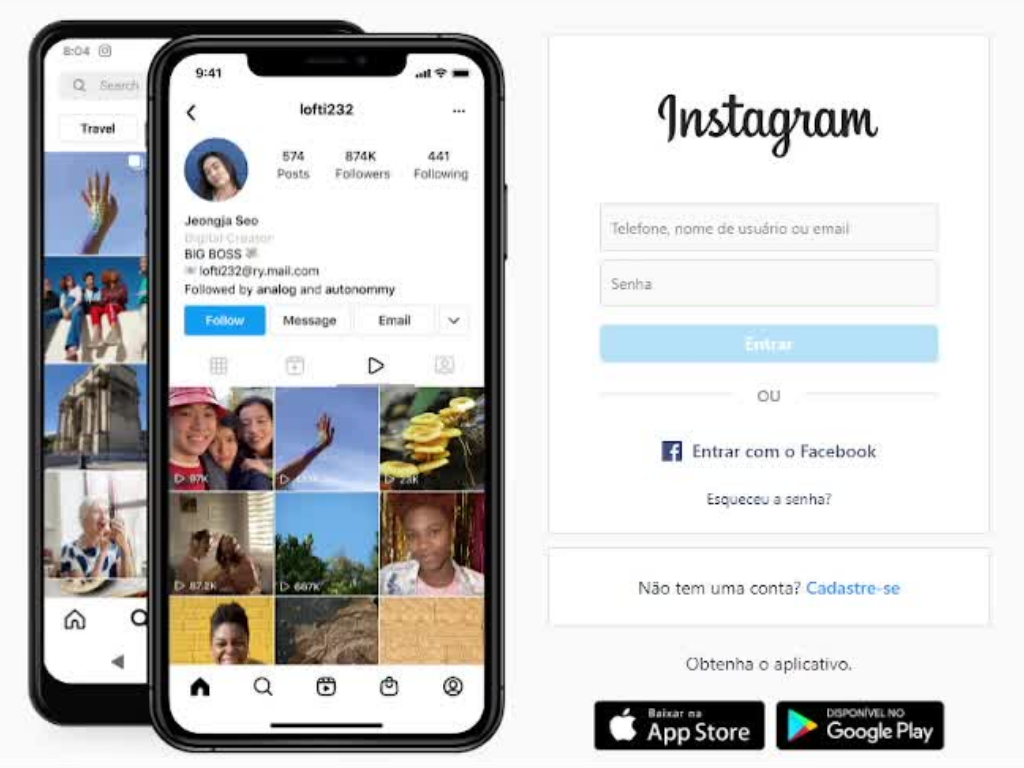 8:04
Search
Travel
9:41
lofti232
574 874K 441
Posts Followers Following
Jeongja Seo
Digital Creator
BIG BOSS
lofti232@ry.mail.com
Followed by analog and autonommy
Follow Message Email
97K
23K
87.2K 667K
Instagram
Telefone, nome de usuário ou email
Senha
Entrar
OU
Entrar com o Facebook
Esqueceu a senha?
Não tem uma conta? Cadastre-se
Obtenha o aplicativo.
Baixar na
App Store
DISPONÍVEL NO
Google Play